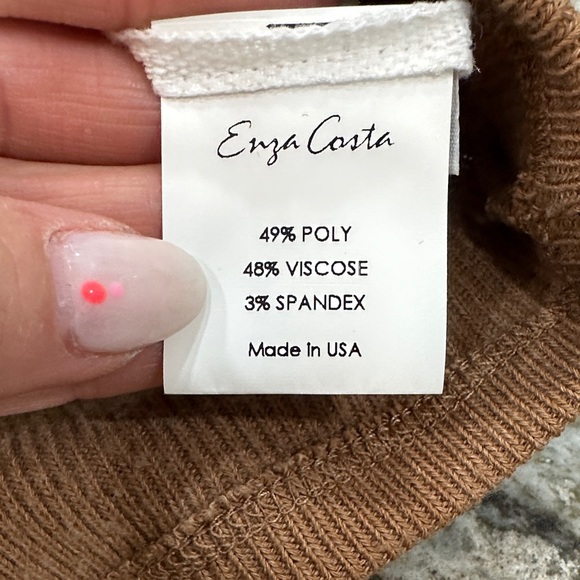 Enza Costa
49% POLY
48% VISCOSE
3% SPANDEX
Made in USA